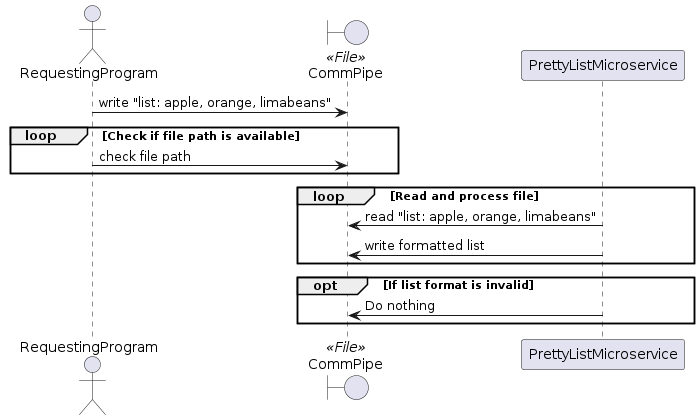 RequestingProgram
«File»
CommPipe
PrettyListMicroservice
write "list: apple, orange, limabeans"
loop [Check if file path is available]
check file path
loop [Read and process file]
read "list: apple, orange, limabeans"
write formatted list
opt [If list format is invalid]
Do nothing
RequestingProgram
«File»
CommPipe
PrettyListMicroservice